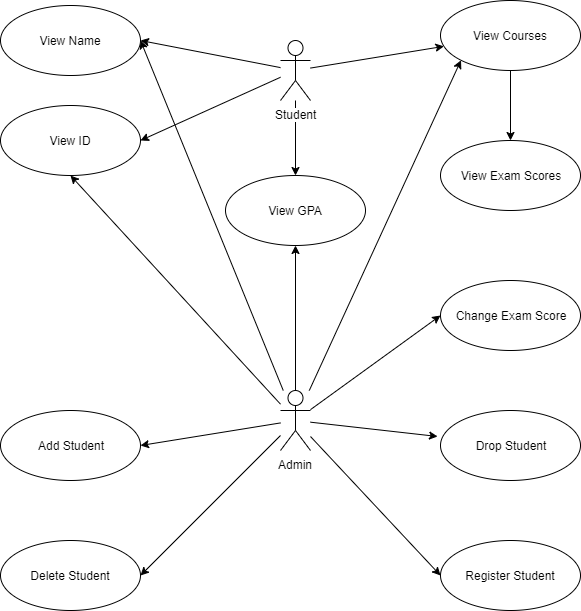 View Name
View Courses
Student
View ID
View Exam Scores
View GPA
Change Exam Score
Add Student
Drop Student
Admin
Delete Student
Register Student